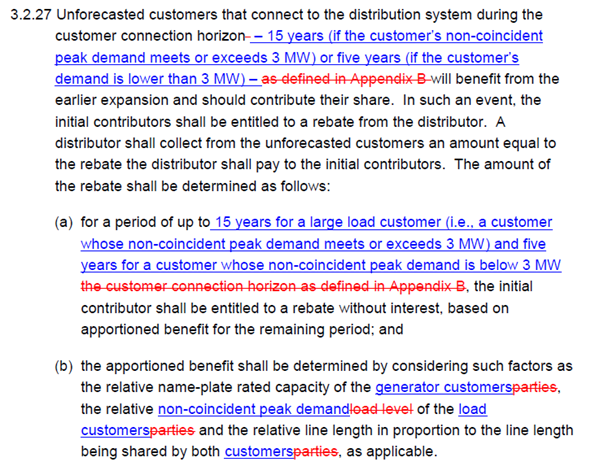 3.2.27 Unforecasted customers that connect to the distribution system during the
customer connection horizon- – 15 years (if the customer's non-coincident
peak demand meets or exceeds 3 MW) or five years (if the customer's
demand is lower than 3 MW) – as defined in Appendix B will benefit from the
earlier expansion and should contribute their share. In such an event, the
initial contributors shall be entitled to a rebate from the distributor. A
distributor shall collect from the unforecasted customers an amount equal to
the rebate the distributor shall pay to the initial contributors. The amount of
the rebate shall be determined as follows:
(a) for a period of up to 15 years for a large load customer (i.e., a customer
whose non-coincident peak demand meets or exceeds 3 MW) and five
years for a customer whose non-coincident peak demand is below 3 MW
the customer connection horizon as defined in Appendix B, the initial
contributor shall be entitled to a rebate without interest, based on
apportioned benefit for the remaining period; and
(b) the apportioned benefit shall be determined by considering such factors as
the relative name-plate rated capacity of the generator customersparties,
the relative non-coincident peak demandload level of the load
customersparties and the relative line length in proportion to the line length
being shared by both customersparties, as applicable.